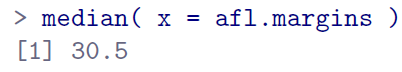 > median( x = afl.margins )
[1] 30.5